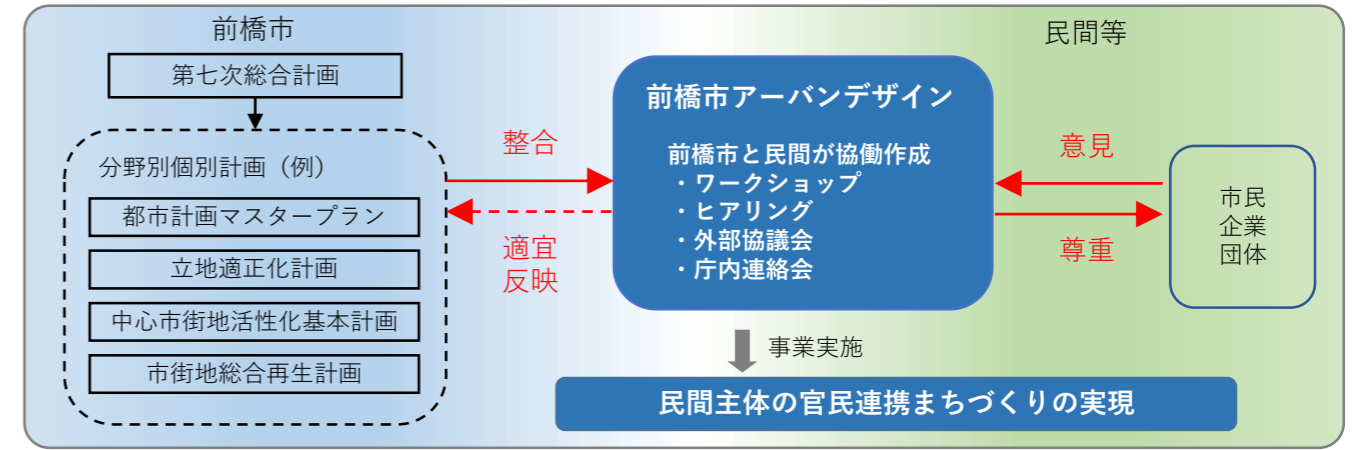 前橋市
第七次総合計画
分野別個別計画（例）
都市計画マスタープラン
立地適正化計画
中心市街地活性化基本計画
市街地総合再生計画
整合
適宜
反映
前橋市アーバンデザイン
前橋市と民間が協働作成
・ワークショップ
・ヒアリング
・外部協議会
・庁内連絡会
事業実施
民間主体の官民連携まちづくりの実現
民間等
意見
尊重
市民
企業
団体